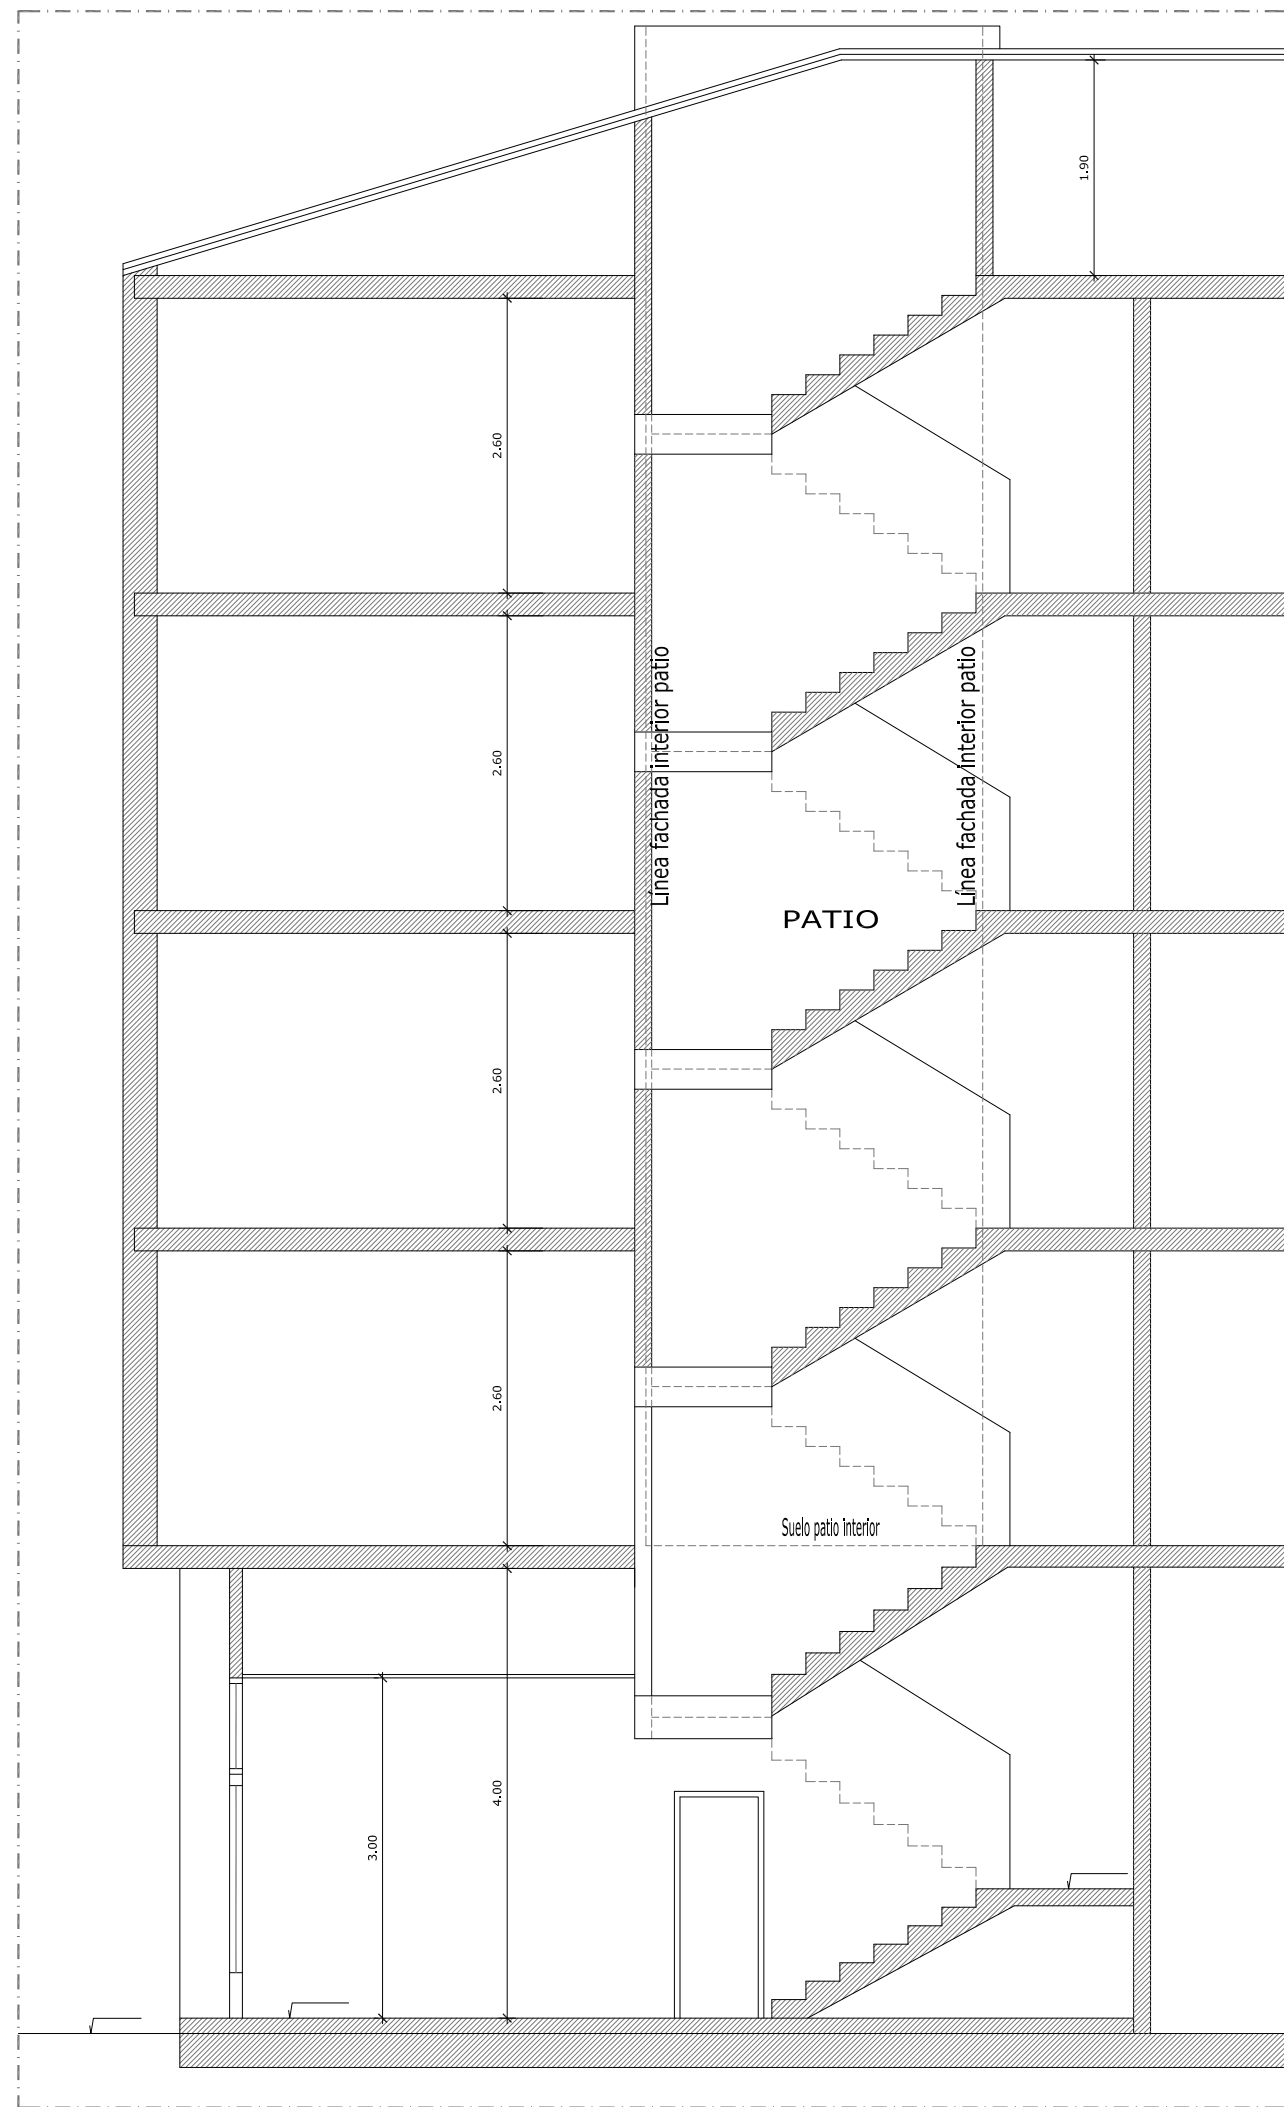 1.90
2.60
Línea fachada interior patio
Línea fachada interior patio
2.60
PATIO
2.60
2.60
Suelo patio interior
4.00
3.00